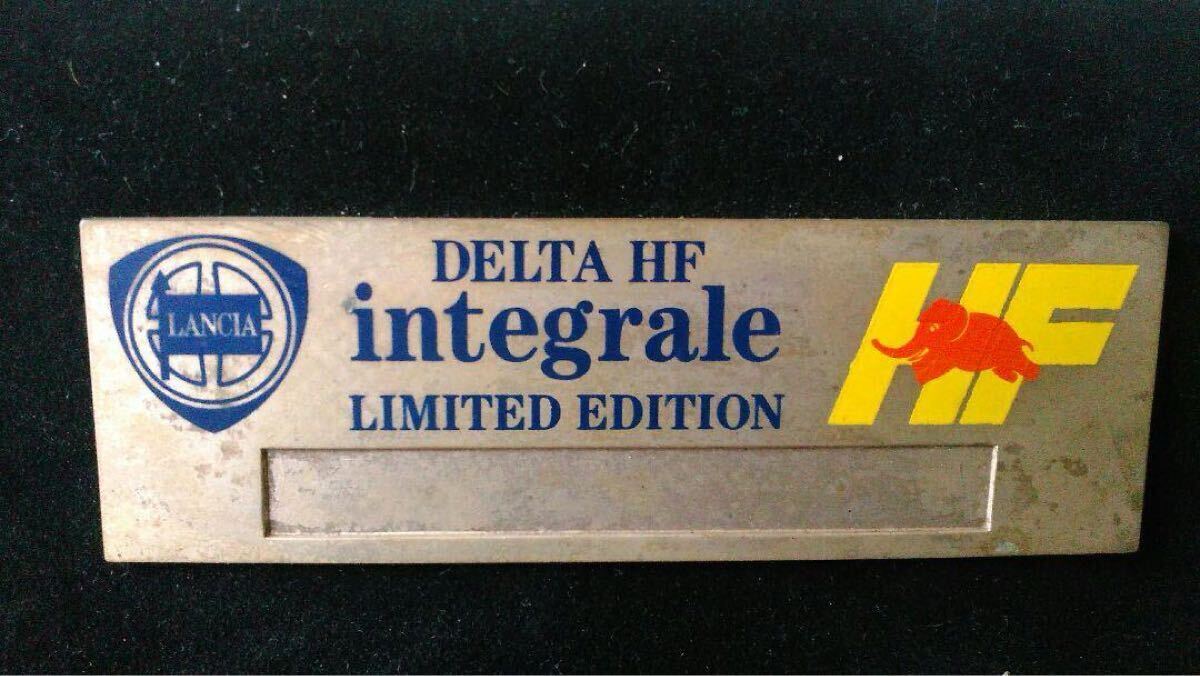 LANCIA
DELTA HF
integrale
LIMITED EDITION
HF